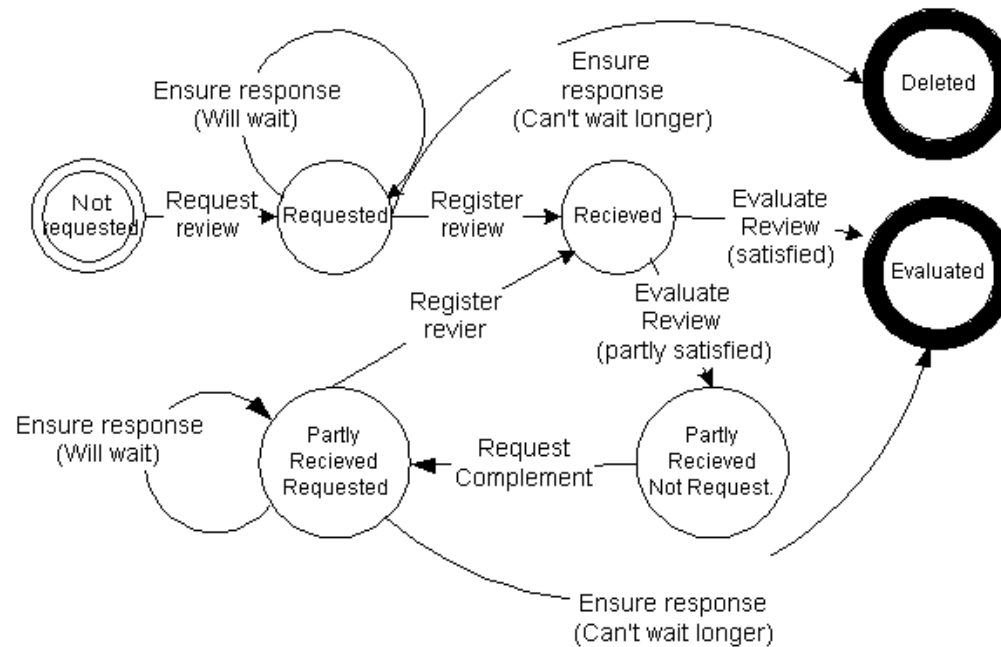 Ensure response
(Will wait)
Ensure
response
(Can't wait longer)
Deleted
Not
requested
Request
review
Requested
Register
review
Recieved
Evaluate
Review
(satisfied)
Evaluated
Register
revier
Evaluate
Review
(partly satisfied)
Ensure response
(Will wait)
Partly
Recieved
Requested
Request
Complement
Partly
Recieved
Not Request.
Ensure response
(Can't wait longer)